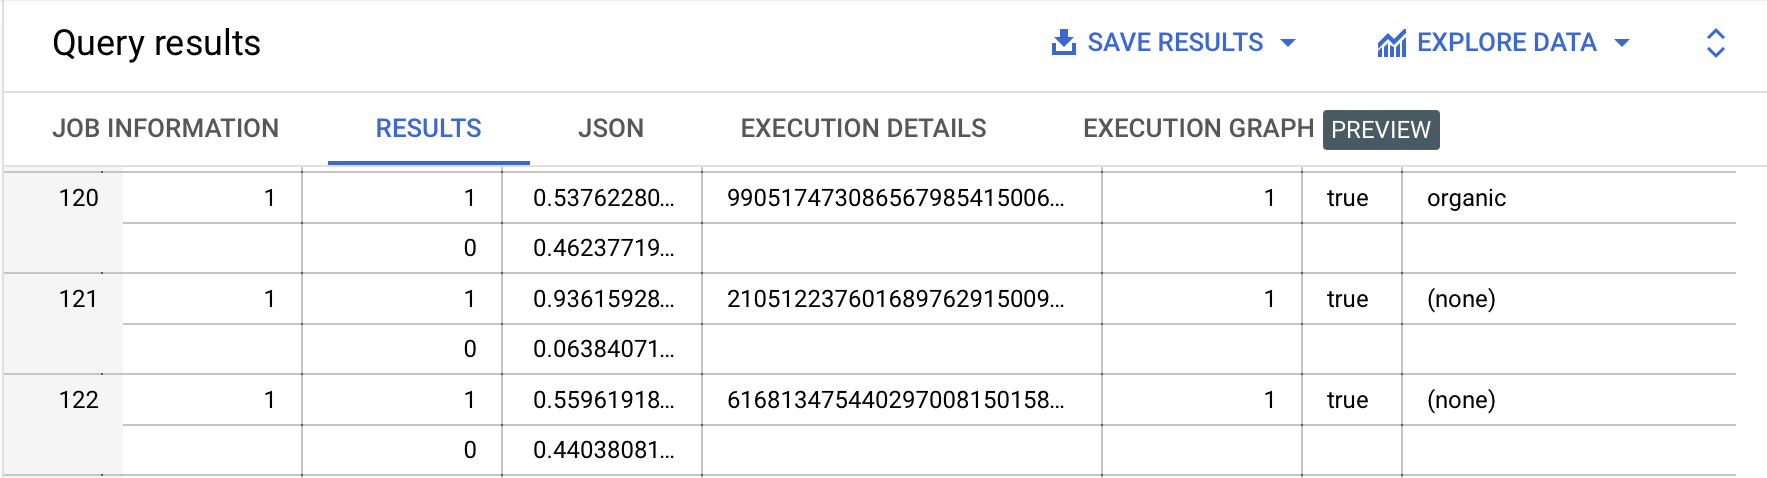 Query results SAVE RESULTS EXPLORE DATA
JOB INFORMATION RESULTS JSON EXECUTION DETAILS EXECUTION GRAPH PREVIEW
120 1 1 0.53762280... 990517473086567985415006... 1 true organic
0 0.46237719...
121 1 1 0.93615928... 210512237601689762915009... 1 true (none)
0 0.06384071...
122 1 1 0.55961918... 616813475440297008150158... 1 true (none)
0 0.44038081...